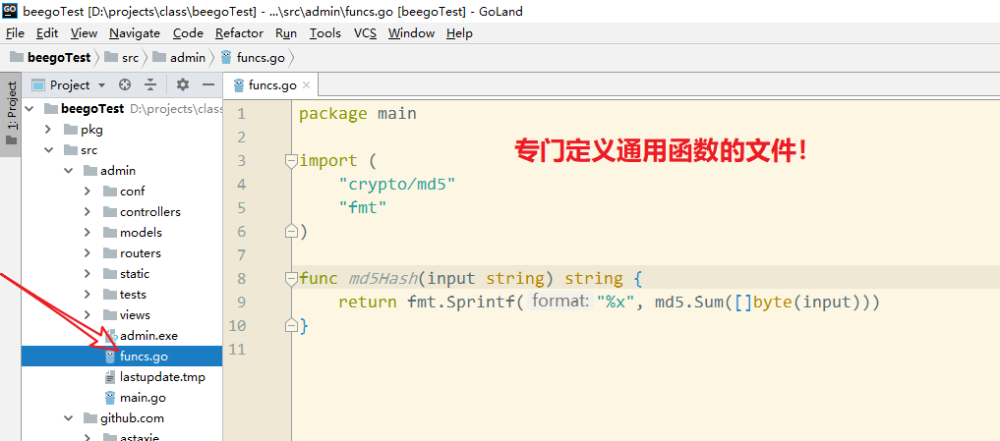 GO beegoTest [D:\projects\class\beegoTest] - ...\src\admin\funcs.go [beegoTest] - GoLand
File Edit View Navigate Code Refactor Run Tools VCS Window Help
beegoTest src admin funcs.go
1: Project
Project
funcs.go
beegoTest D:\projects\class
pkg
src
admin
conf
controllers
models
routers
static
tests
views
admin.exe
funcs.go
lastupdate.tmp
main.go
github.com
astaxie
1 package main
2
专门定义通用函数的文件！
3 import (
4 "crypto/md5"
5 "fmt"
6 )
7
8 func md5Hash(input string) string {
9 return fmt.Sprintf( format: "%x", md5.Sum([]byte(input)))
10 }
11